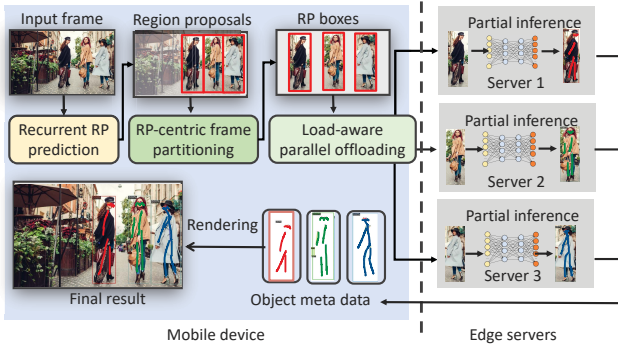 Input frame
Region proposals
RP boxes
Partial inference
Server 1
Recurrent RP
prediction
RP-centric frame
partitioning
Load-aware
parallel offloading
Partial inference
Server 2
Rendering
Partial inference
Server 3
Final result
Object meta data
Mobile device
Edge servers